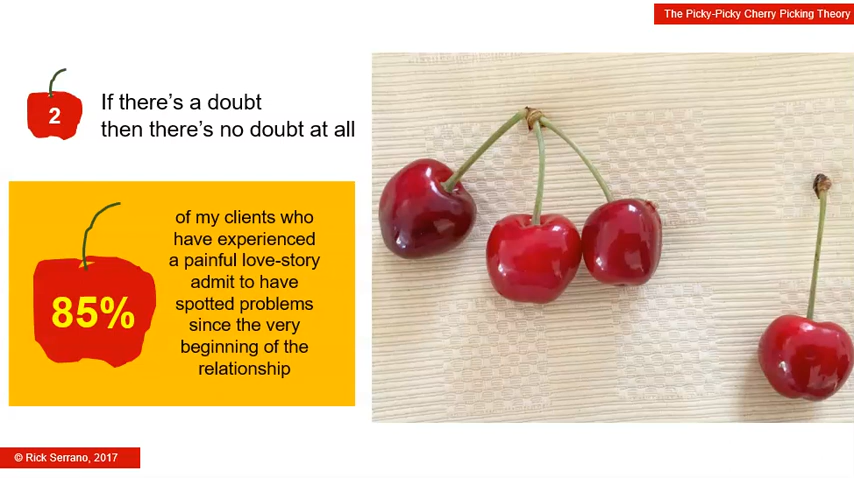 The Picky-Picky Cherry Picking Theory
2
If there's a doubt
then there's no doubt at all
85%
of my clients who
have experienced
a painful love-story
admit to have
spotted problems
since the very
beginning of the
relationship
© Rick Serrano, 2017